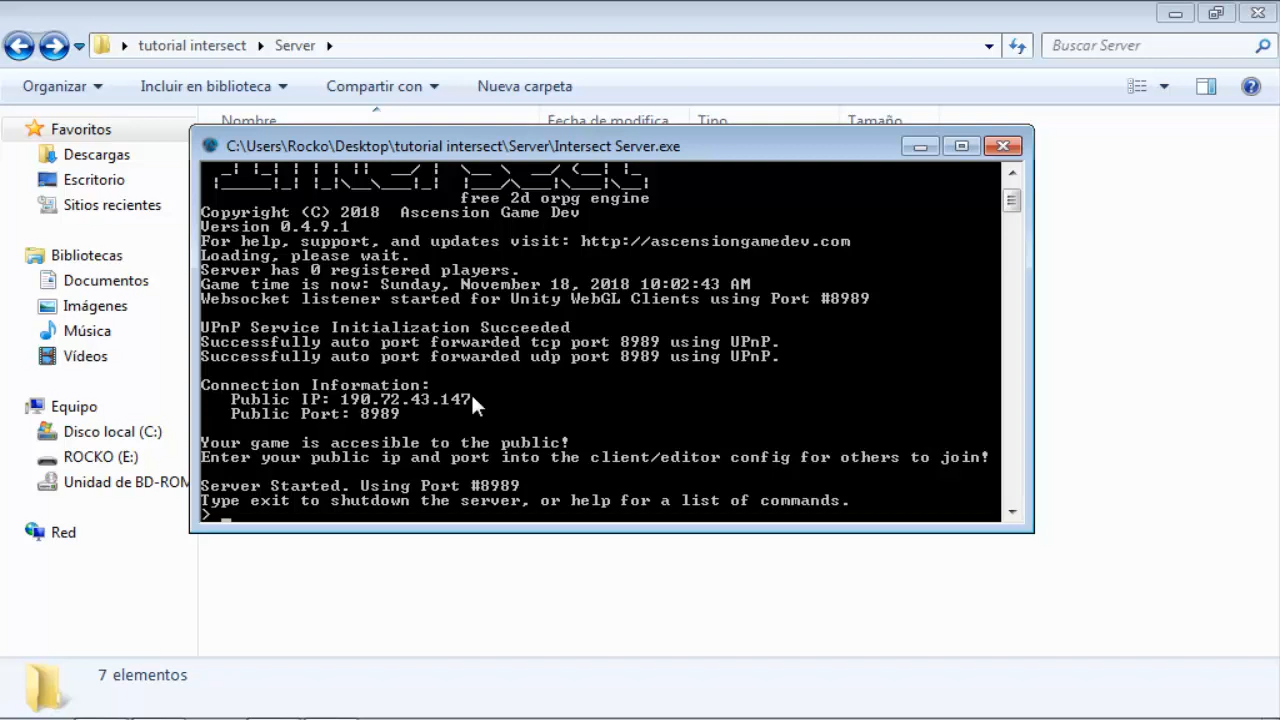 tutorial intersect
Server
Buscar Server
Organizar
Incluir en biblioteca
Compartir con
Nueva carpeta
Favoritos
Descargas
Escritorio
Sitios recientes
Bibliotecas
Documentos
Imágenes
Música
Vídeos
Equipo
Disco local (C:)
ROCKO (E:)
Unidad de BD-ROM
Red
Nombre
Fecha de modifica
Tipo
Tamaño
C:\Users\Rocko\Desktop\tutorial intersect\Server\Intersect Server.exe
free 2d orpg engine
Copyright (C) 2018 Ascension Game Dev
Version 0.4.9.1
For help, support, and updates visit: http://ascensiongamedev.com
Loading, please wait.
Server has 0 registered players.
Game time is now: Sunday, November 18, 2018 10:02:43 AM
Websocket listener started for Unity WebGL Clients using Port #8989
UPnP Service Initialization Succeeded
Successfully auto port forwarded tcp port 8989 using UPnP.
Successfully auto port forwarded udp port 8989 using UPnP.
Connection Information:
Public IP: 190.72.43.147
Public Port: 8989
Your game is accesible to the public!
Enter your public ip and port into the client/editor config for others to join!
Server Started. Using Port #8989
Type exit to shutdown the server, or help for a list of commands.
>_
7 elementos